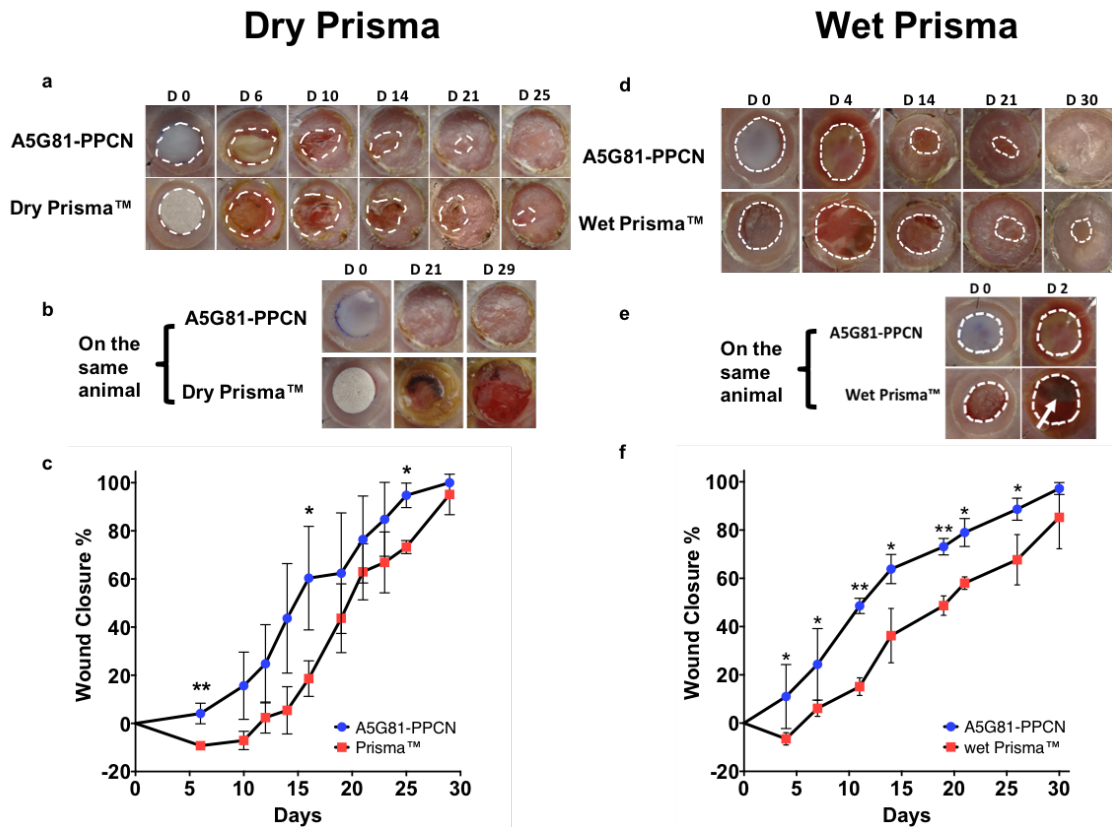 Dry Prisma
Wet Prisma
a
D 0 D 6 D 10 D 14 D 21 D 25
A5G81-PPCN
Dry Prisma™
b
D 0 D 21 D 29
A5G81-PPCN
On the
same
animal
Dry Prisma™
c
Wound Closure %
100
80
60
40
20
0
-20
** * *
A5G81-PPCN
Prisma™
0 5 10 15 20 25 30
Days
d
D 0 D 4 D 14 D 21 D 30
A5G81-PPCN
Wet Prisma™
e
D 0 D 2
A5G81-PPCN
On the
same
animal
Wet Prisma™
f
Wound Closure %
100
80
60
40
20
0
-20
* * ** * ** * *
A5G81-PPCN
wet Prisma™
0 5 10 15 20 25 30
Days